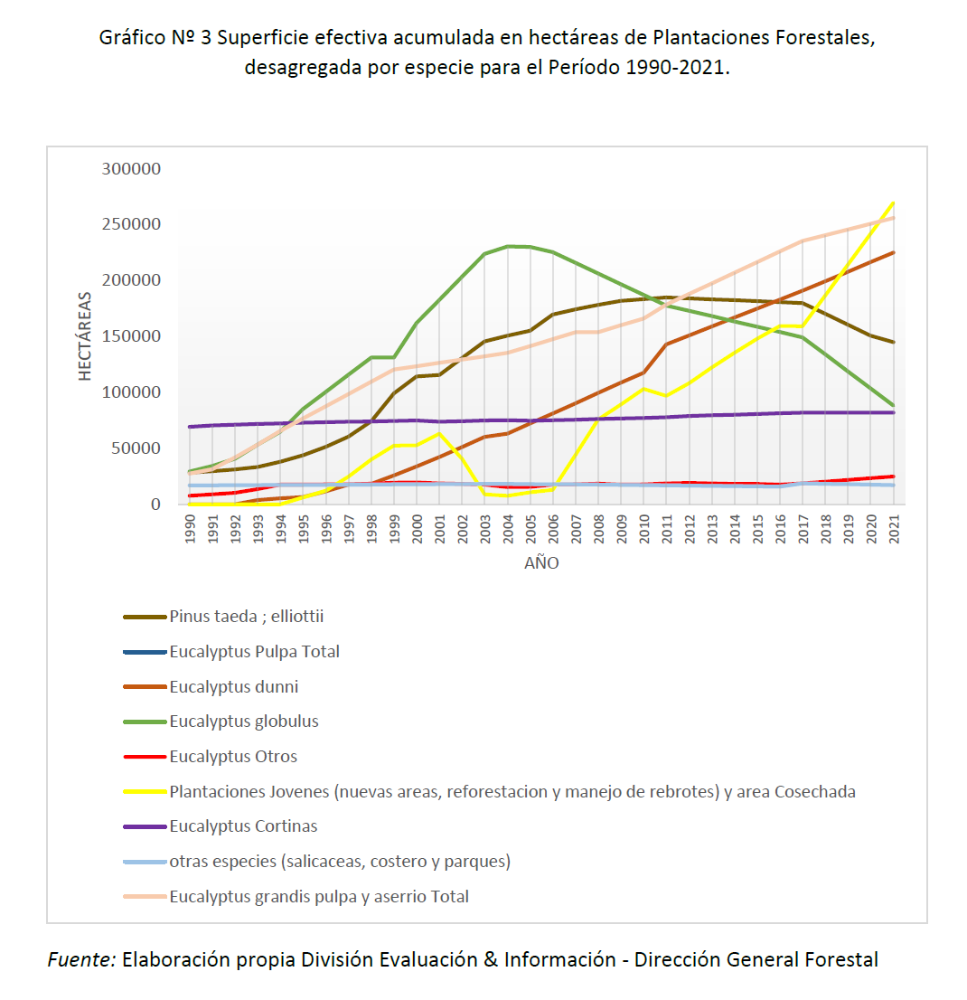 Gráfico Nº 3 Superficie efectiva acumulada en hectáreas de Plantaciones Forestales,
desagregada por especie para el Período 1990-2021.
300000
250000
200000
150000
100000
50000
0
HECTÁREAS
1990
1991
1992
1993
1994
1995
1996
1997
1998
1999
2000
2001
2002
2003
2004
2005
2006
2007
2008
2009
2010
2011
2012
2013
2014
2015
2016
2017
2018
2019
2020
2021
AÑO
Pinus taeda ; elliottii
Eucalyptus Pulpa Total
Eucalyptus dunni
Eucalyptus globulus
Eucalyptus Otros
Plantaciones Jovenes (nuevas areas, reforestacion y manejo de rebrotes) y area Cosechada
Eucalyptus Cortinas
otras especies (salicaceas, costero y parques)
Eucalyptus grandis pulpa y aserrio Total
Fuente: Elaboración propia División Evaluación & Información - Dirección General Forestal